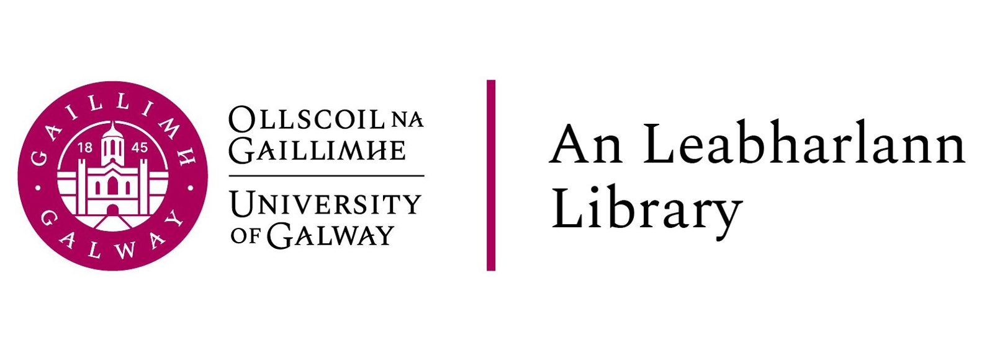 GAILLIMH
18 45
GALWAY
OLLSCOIL NA
GAILLIMHE
UNIVERSITY
OF GALWAY
An Leabharlann
Library